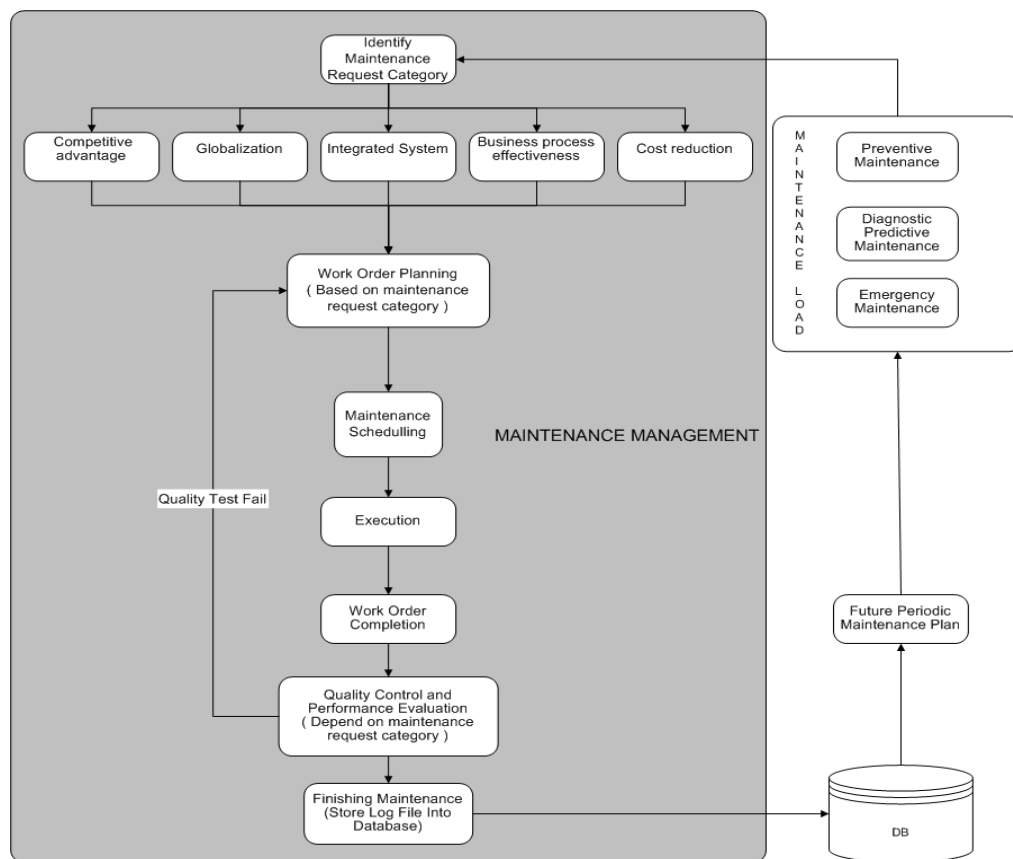 Identify
Maintenance
Request Category
Competitive
advantage
Globalization
Integrated System
Business process
effectiveness
Cost reduction
Work Order Planning
( Based on maintenance
request category )
Maintenance
Schedulling
MAINTENANCE MANAGEMENT
Quality Test Fail
Execution
Work Order
Completion
Quality Control and
Performance Evaluation
( Depend on maintenance
request category )
Finishing Maintenance
(Store Log File Into
Database)
MAINTENANCE LOAD
Preventive
Maintenance
Diagnostic
Predictive
Maintenance
Emergency
Maintenance
Future Periodic
Maintenance Plan
DB